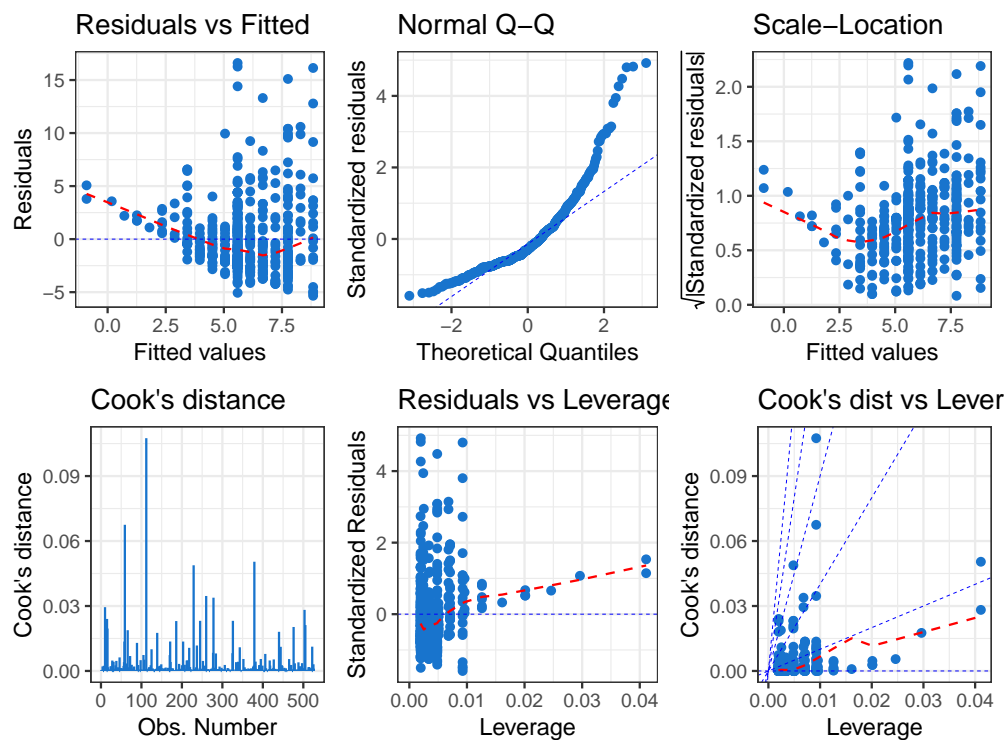 Residuals vs Fitted
Residuals
15
10
5
0
−5
0.0 2.5 5.0 7.5
Fitted values
Normal Q−Q
Standardized residuals
4
2
0
−2 0 2
Theoretical Quantiles
Scale−Location
√|Standardized residuals|
2.0
1.5
1.0
0.5
0.0
0.0 2.5 5.0 7.5
Fitted values
Cook's distance
Cook's distance
0.09
0.06
0.03
0.00
0 100 200 300 400 500
Obs. Number
Residuals vs Leverage
Standardized Residuals
4
2
0
0.00 0.01 0.02 0.03 0.04
Leverage
Cook's dist vs Lever
Cook's distance
0.09
0.06
0.03
0.00
0.00 0.01 0.02 0.03 0.04
Leverage